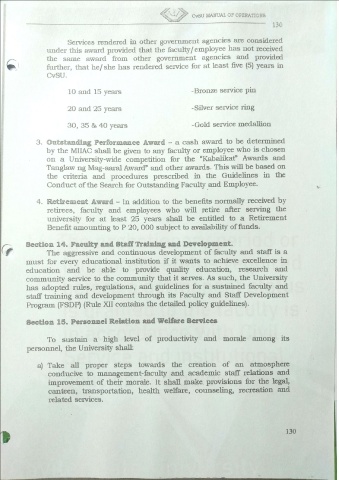 CvSU MANUAL OF OPERATIONS
130
Services rendered in other government agencies are considered
under this award provided that the faculty/employee has not received
the same award from other government agencies and provided
further, that he/she has rendered service for at least five (5) years in
CvSU.
10 and 15 years -Bronze service pin
20 and 25 years -Silver service ring
30, 35 & 40 years -Gold service medallion
3. Outstanding Performance Award – a cash award to be determined
by the MIIAC shall be given to any faculty or employee who is chosen
on a University-wide competition for the "Kabalikat" Awards and
Tanglaw ng Mag-aaral Award" and other awards. This will be based on
the criteria and procedures prescribed in the Guidelines in the
Conduct of the Search for Outstanding Faculty and Employee.
4. Retirement Award – In addition to the benefits normally received by
retirees, faculty and employees who will retire after serving the
university for at least 25 years shall be entitled to a Retirement
Benefit amounting to P 20, 000 subject to availability of funds.
Section 14. Faculty and Staff Training and Development.
The aggressive and continuous development of faculty and staff is a
must for every educational institution if it wants to achieve excellence in
education and be able to provide quality education, research and
community service to the community that it serves. As such, the University
has adopted rules, regulations, and guidelines for a sustained faculty and
staff training and development through its Faculty and Staff Development
Program (FSDP) (Rule XII contains the detailed policy guidelines).
Section 15. Personnel Relation and Welfare Services
To sustain a high level of productivity and morale among its
personnel, the University shall:
a) Take all proper steps towards the creation of an atmosphere
conducive to management-faculty and academic staff relations and
improvement of their morale. It shall make provisions for the legal,
canteen, transportation, health welfare, counseling, recreation and
related services.
130